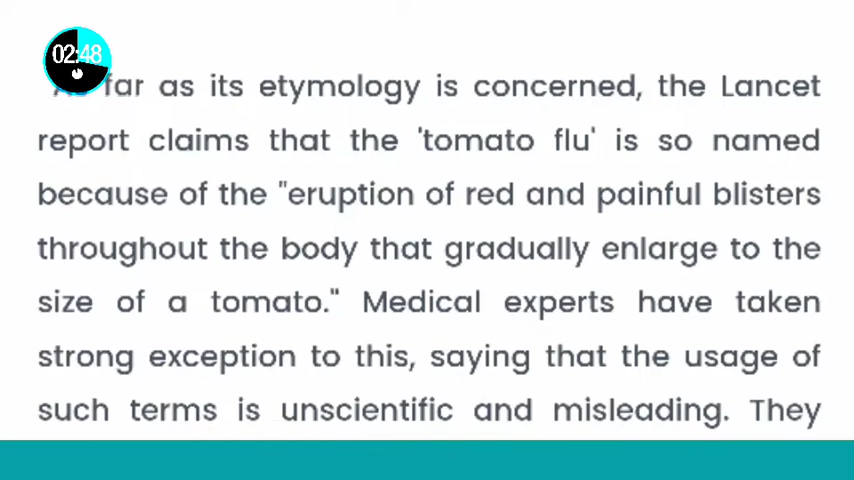 02:48
far as its etymology is concerned, the Lancet
report claims that the 'tomato flu' is so named
because of the "eruption of red and painful blisters
throughout the body that gradually enlarge to the
size of a tomato." Medical experts have taken
strong exception to this, saying that the usage of
such terms is unscientific and misleading. They